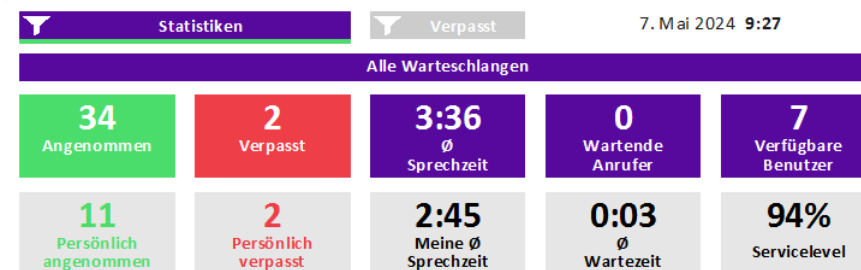 Statistiken
Verpasst
7. Mai 2024 9:27
Alle Warteschlangen
34
Angenommen
2
Verpasst
3:36
Ø
Sprechzeit
0
Wartende
Anrufer
7
Verfügbare
Benutzer
11
Persönlich
angenommen
2
Persönlich
verpasst
2:45
Meine Ø
Sprechzeit
0:03
Ø
Wartezeit
94%
Servicelevel